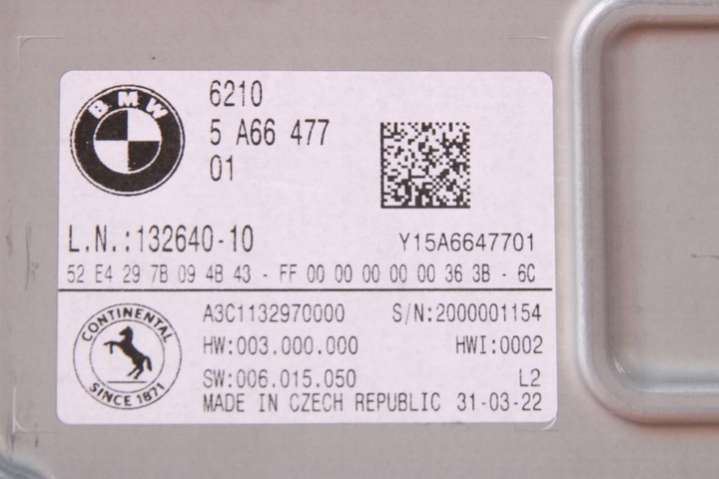 BMW
6210
5 A66 477
01
L.N.:132640-10
Y15A6647701
52 E4 29 7B 09 4B 43 - FF 00 00 00 00 00 36 3B - 6C
CONTINENTAL
SINCE 1871
A3C1132970000 S/N:2000001154
HW:003.000.000 HWI:0002
SW:006.015.050 L2
MADE IN CZECH REPUBLIC 31-03-22